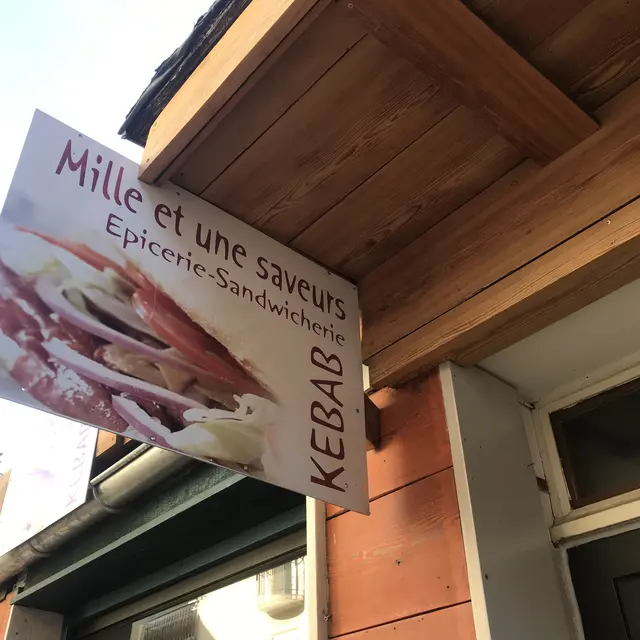 Mille et une saveurs
Epicerie-Sandwicherie
KEBAB